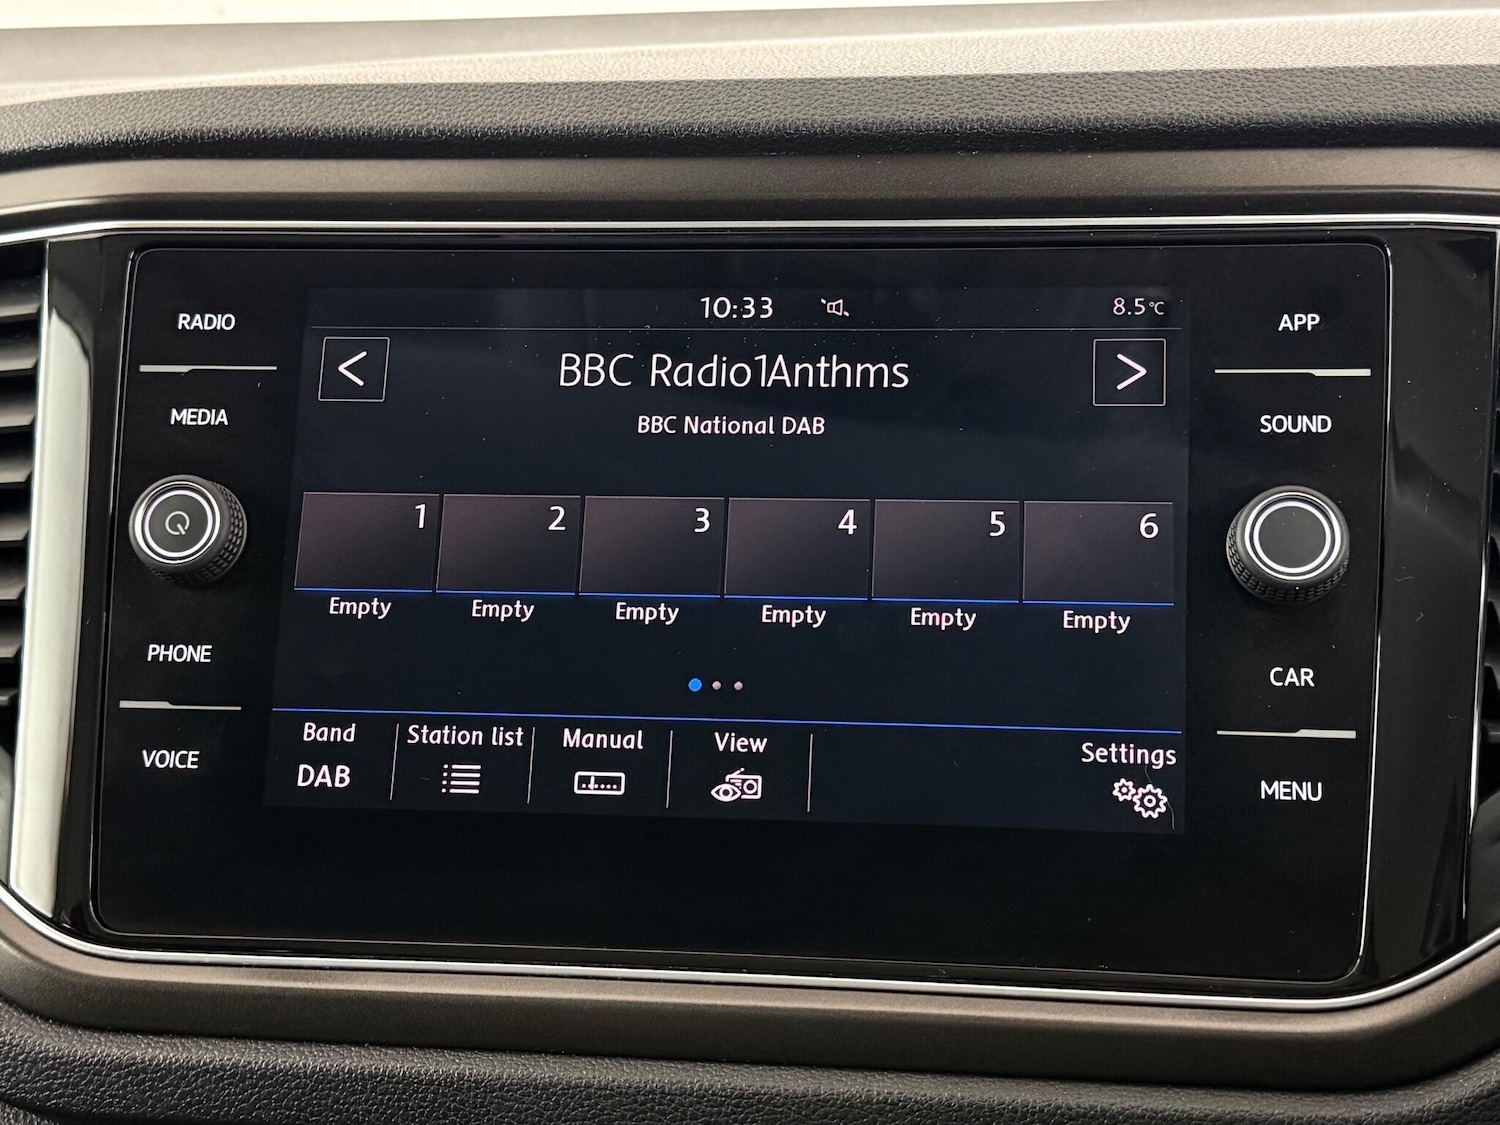 10:33
8.5°C
RADIO
APP
<
BBC Radio1Anthms
>
MEDIA
BBC National DAB
SOUND
1
2
3
4
5
6
Empty
Empty
Empty
Empty
Empty
Empty
PHONE
CAR
Band
Station list
Manual
View
Settings
DAB
VOICE
MENU